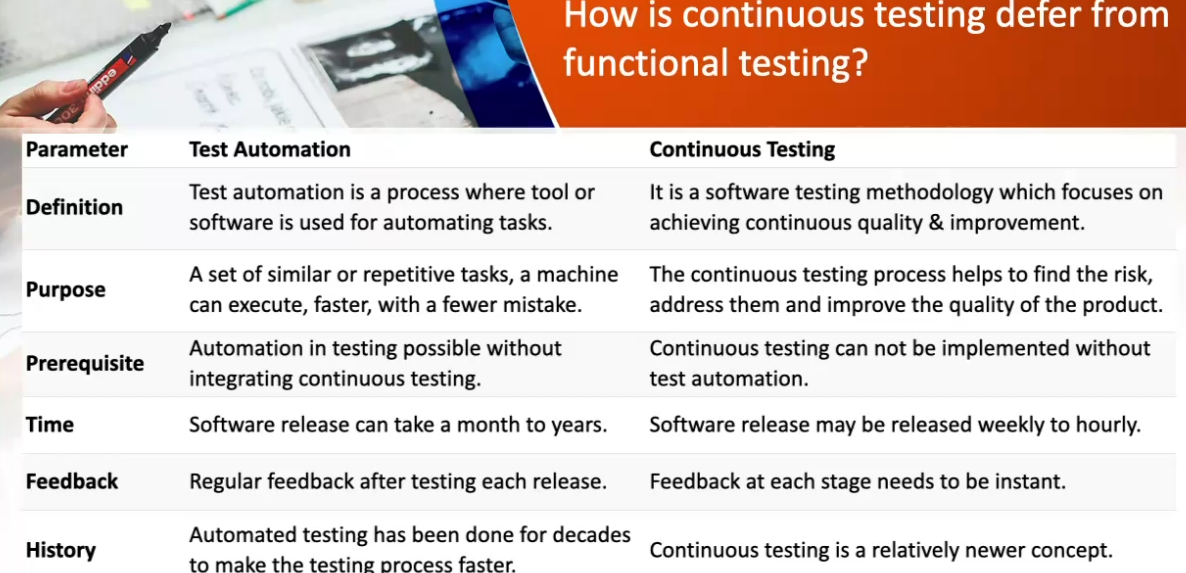 How is continuous testing defer from
functional testing?
edding
Parameter Test Automation Continuous Testing
Definition
Test automation is a process where tool or
software is used for automating tasks.
It is a software testing methodology which focuses on
achieving continuous quality & improvement.
Purpose
A set of similar or repetitive tasks, a machine
can execute, faster, with a fewer mistake.
The continuous testing process helps to find the risk,
address them and improve the quality of the product.
Prerequisite
Automation in testing possible without
integrating continuous testing.
Continuous testing can not be implemented without
test automation.
Time
Software release can take a month to years.
Software release may be released weekly to hourly.
Feedback
Regular feedback after testing each release.
Feedback at each stage needs to be instant.
History
Automated testing has been done for decades
to make the testing process faster.
Continuous testing is a relatively newer concept.